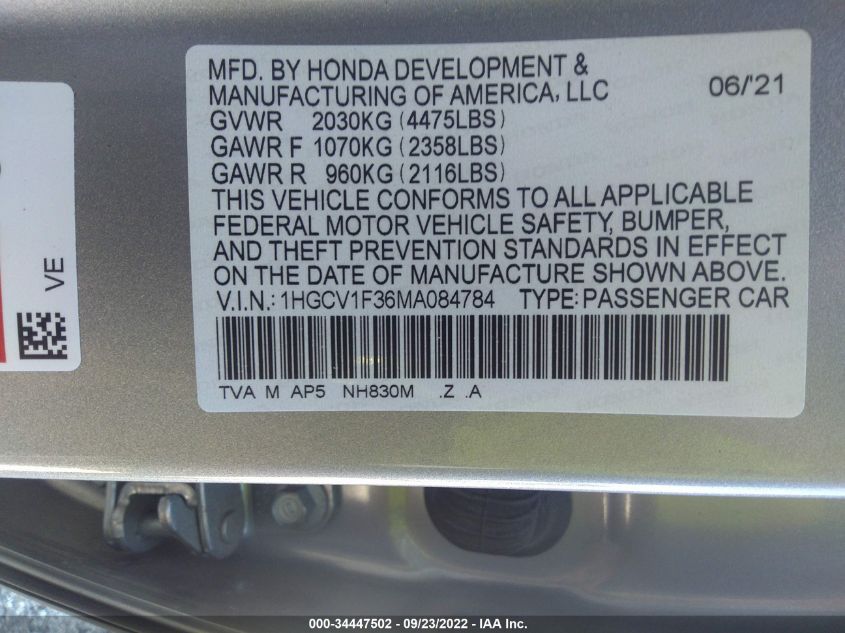 MFD. BY HONDA DEVELOPMENT &
MANUFACTURING OF AMERICA, LLC 06/'21
GVWR 2030KG (4475LBS)
GAWR F 1070KG (2358LBS)
GAWR R 960KG (2116LBS)
THIS VEHICLE CONFORMS TO ALL APPLICABLE
FEDERAL MOTOR VEHICLE SAFETY, BUMPER,
AND THEFT PREVENTION STANDARDS IN EFFECT
ON THE DATE OF MANUFACTURE SHOWN ABOVE.
V.I.N.: 1HGCV1F36MA084784 TYPE: PASSENGER CAR
TVA M AP5 NH830M .Z .A
VE
000-34447502 - 09/23/2022 - IAA Inc.